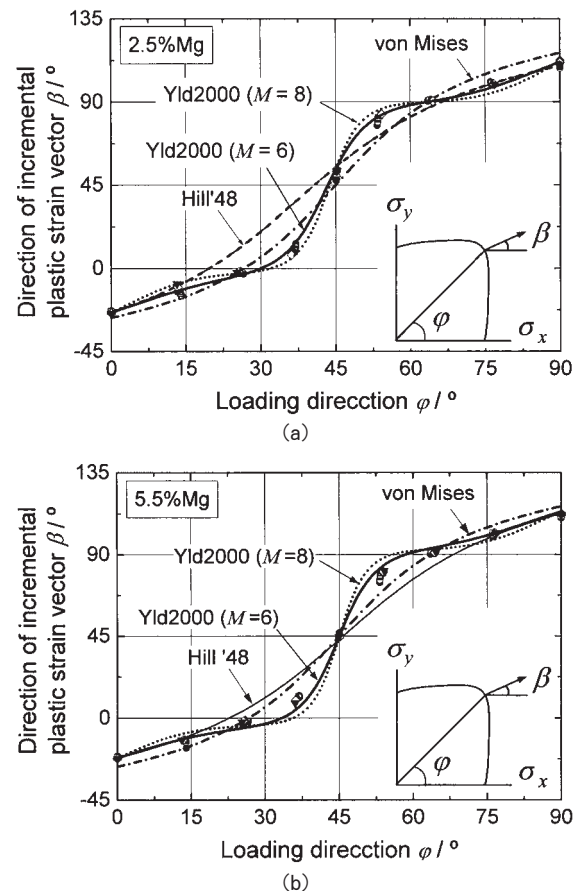 135
2.5%Mg
von Mises
90
Yld2000 (M = 8)
Yld2000 (M = 6)
45
Hill'48
σy
β
0
φ
σx
-45
0 15 30 45 60 75 90
Direction of incremental
plastic strain vector β / º
Loading direcction φ / º
(a)
135
5.5%Mg
von Mises
90
Yld2000 (M=8)
Yld2000 (M=6)
45
Hill '48
σy
β
0
φ
σx
-45
0 15 30 45 60 75 90
Direction of incremental
plastic strain vector β / º
Loading direcction φ / º
(b)